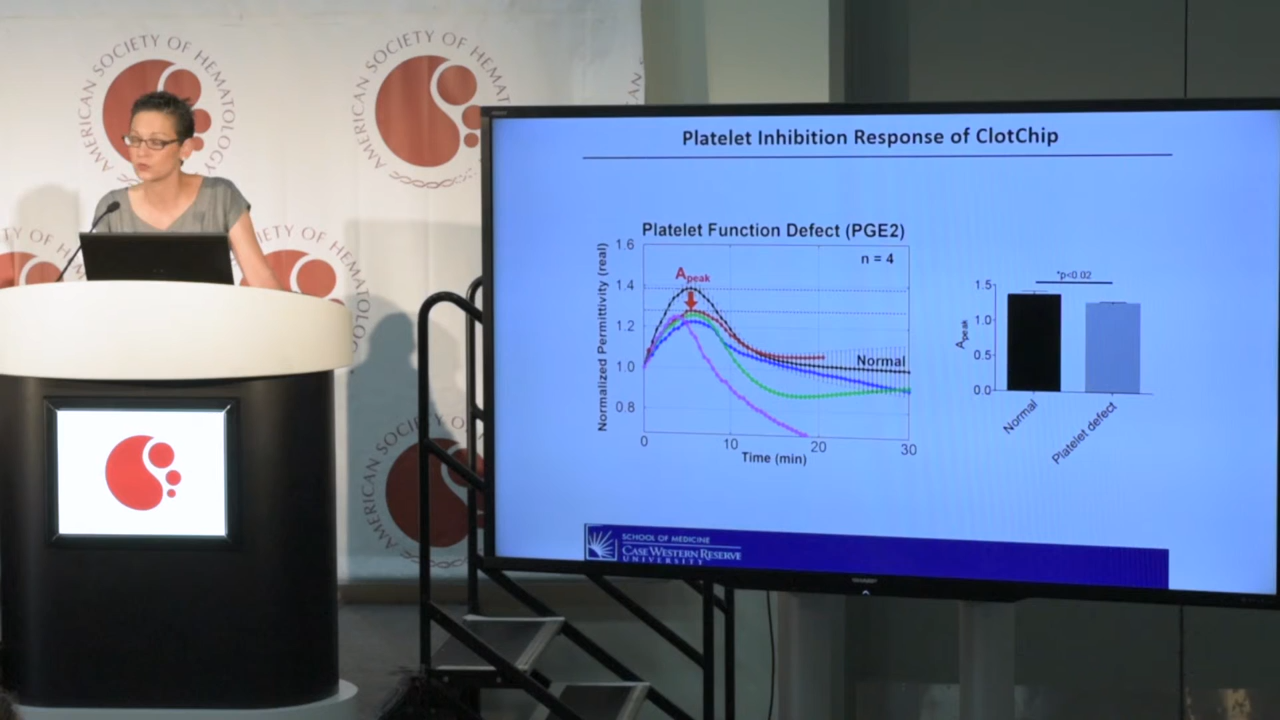 AMERICAN SOCIETY OF HEMATOLOGY
AMERICAN SOCIETY OF HEMATOLOGY
TY OF H
IETY OF HEMATOLOGY
AMERICAN SOCIETY O
Platelet Inhibition Response of ClotChip
Platelet Function Defect (PGE2)
Normalized Permittivity (real)
1.6
1.4
1.2
1.0
0.8
n = 4
Apeak
Normal
0
10
20
30
Time (min)
*p<0.02
Apeak
1.5
1.0
0.5
0.0
Normal
Platelet defect
SCHOOL OF MEDICINE
CASE WESTERN RESERVE
UNIVERSITY